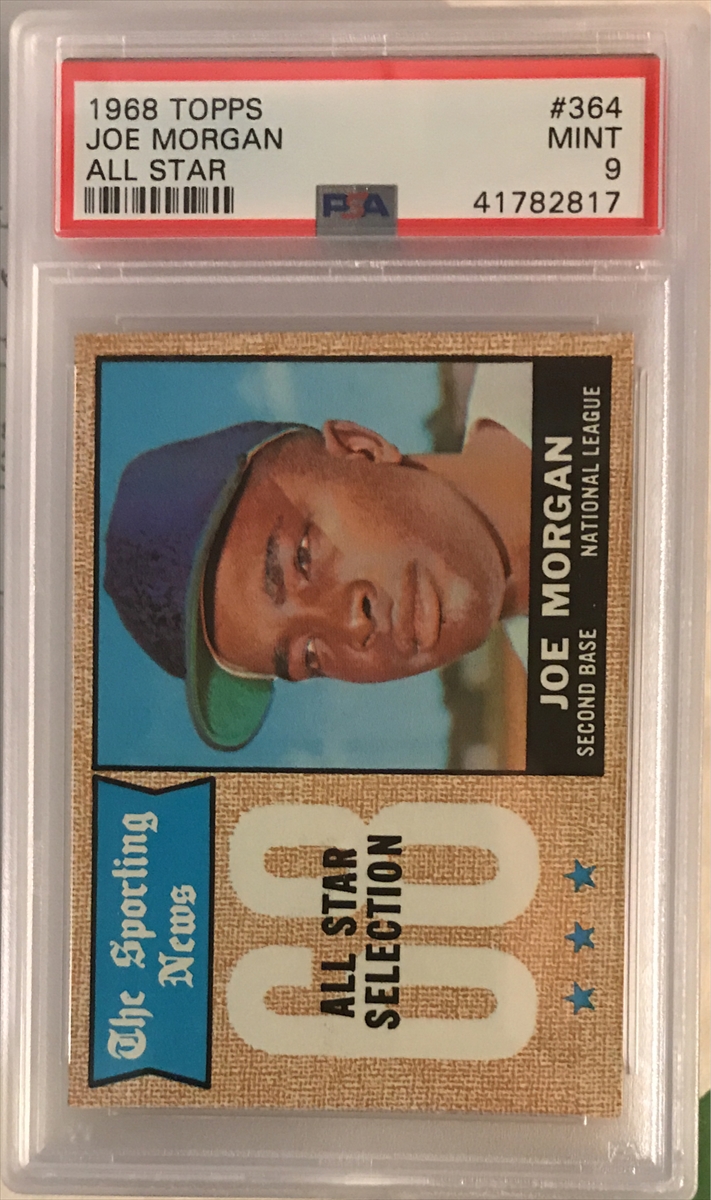 1968 TOPPS #364
JOE MORGAN MINT
ALL STAR 9
PSA 41782817
The Sporting
News
68
ALL STAR
SELECTION
JOE MORGAN
SECOND BASE NATIONAL LEAGUE